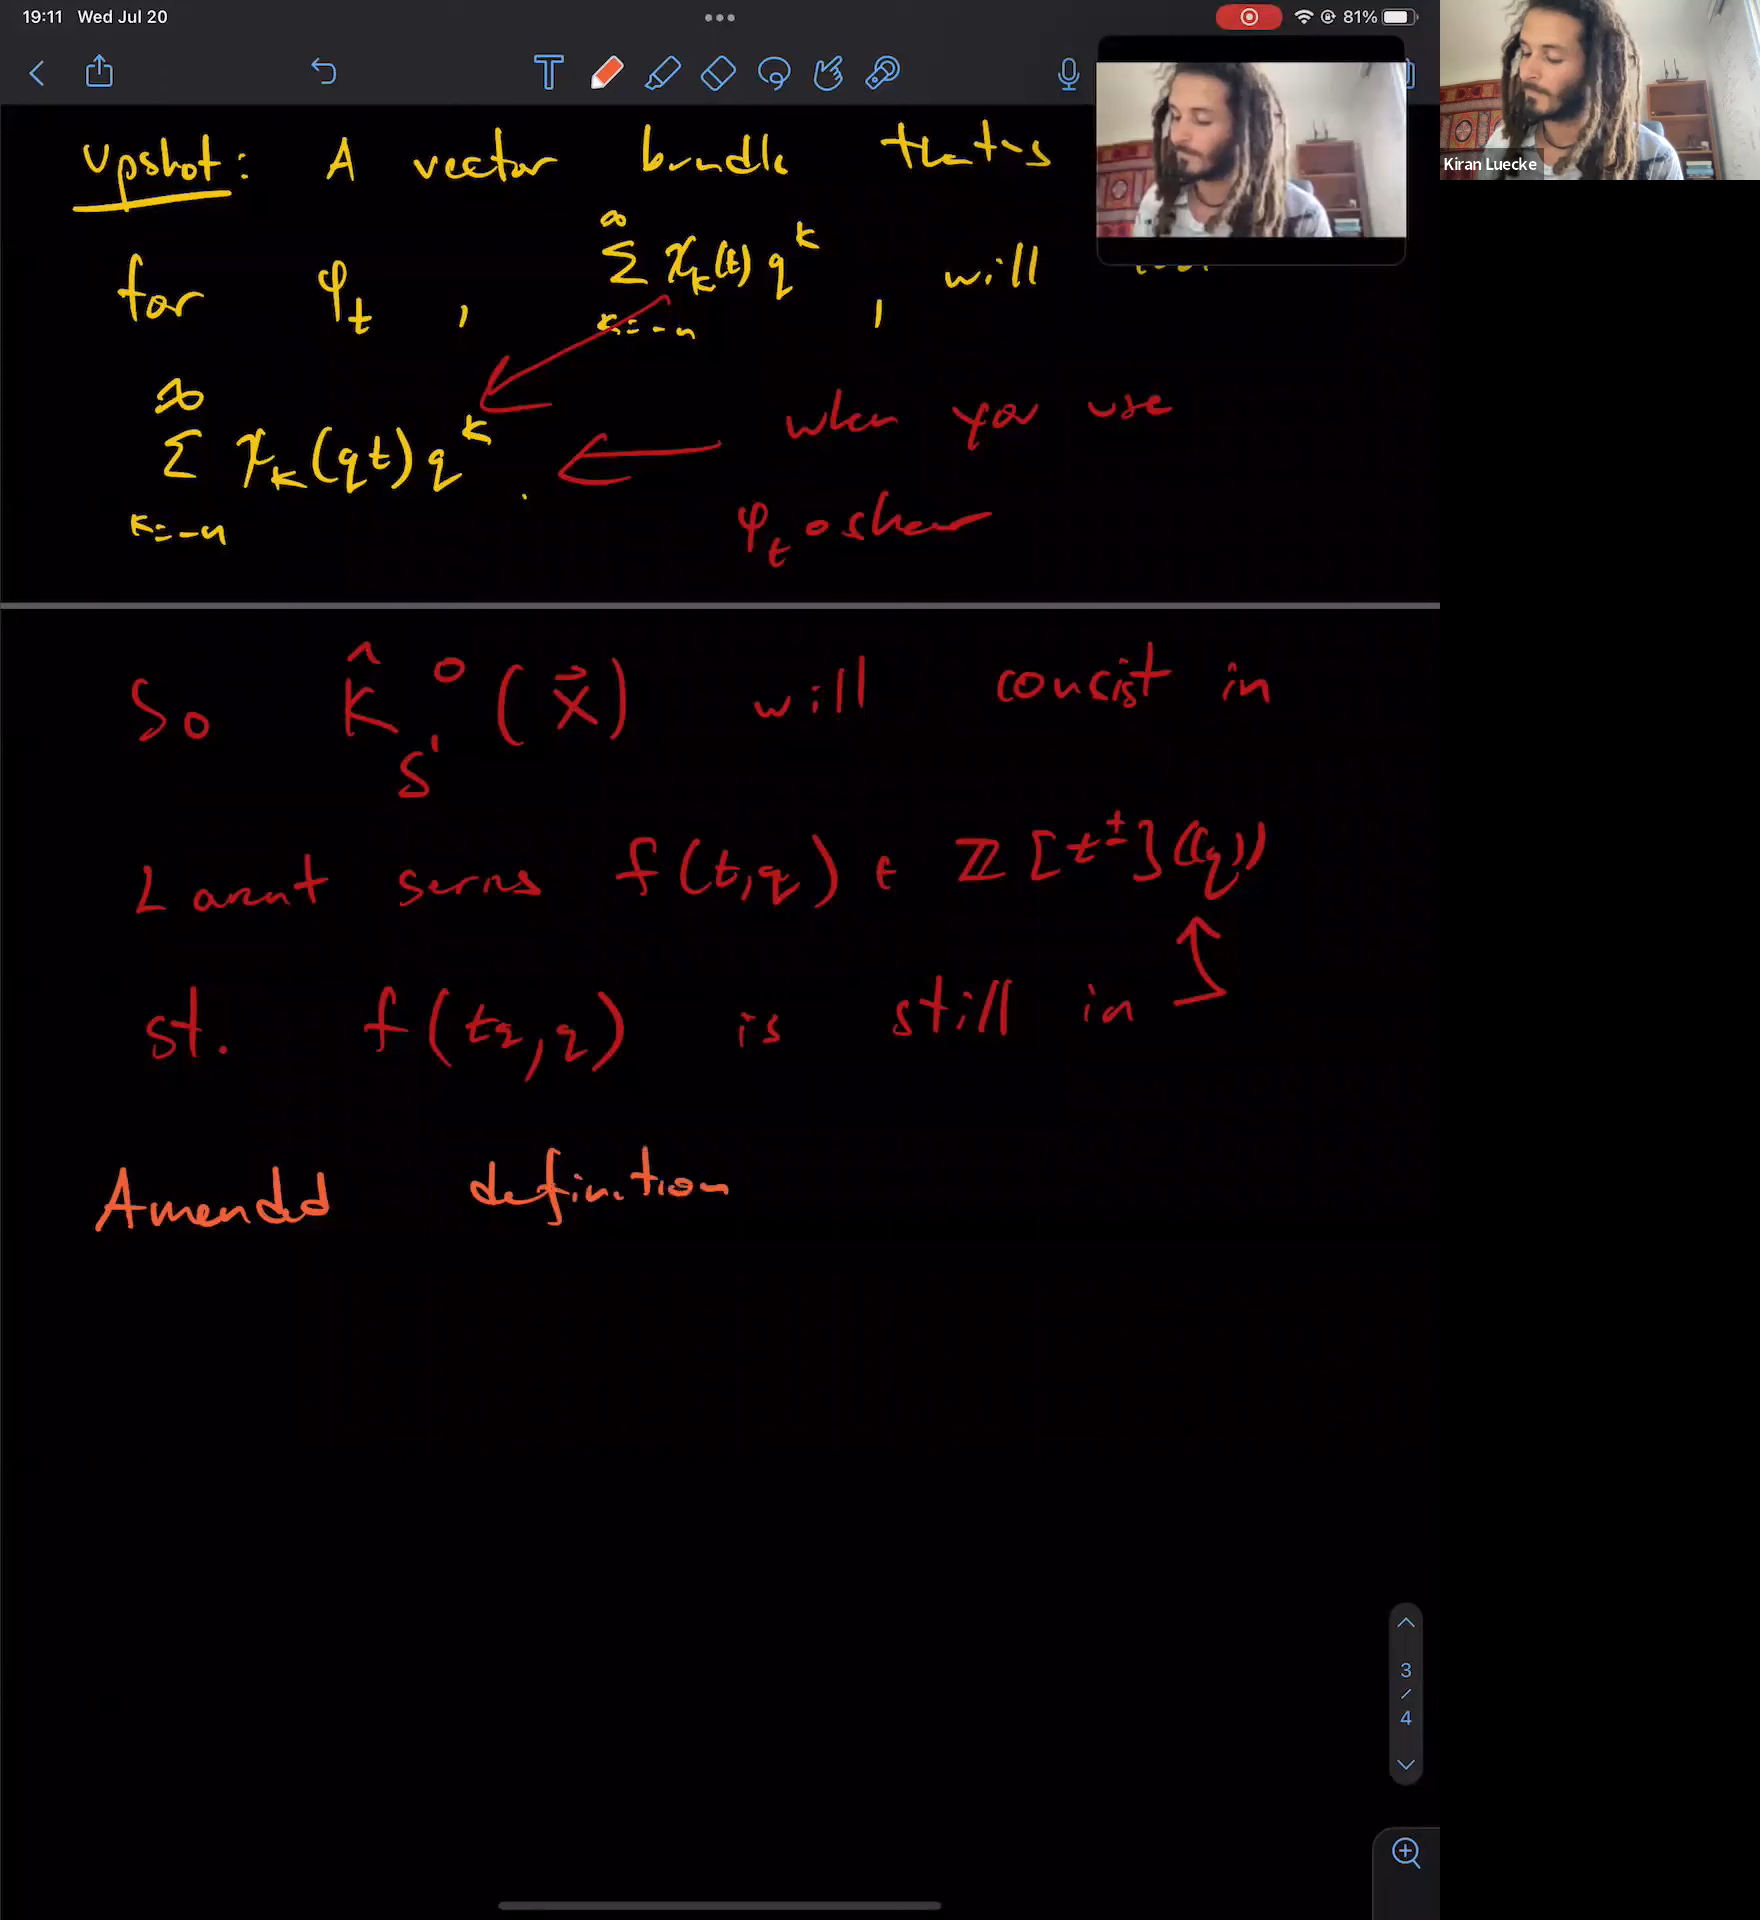 19:11 Wed Jul 20
81%
Kiran Luecke
Upshot: A vector bundle that's
for φ_t , ∑_{k=-n}^{∞} χ_k(t) q^k , will
∑_{k=-n}^{∞} χ_k(qt) q^k . ← when you use
φ_t ∘ shear
So K̂^0_{S^1} (X⃗) will consist in
Laurent series f(t,q) ∈ ℤ[t^±]((q))
st. f(tq,q) is still in
Amended definition
3
/
4